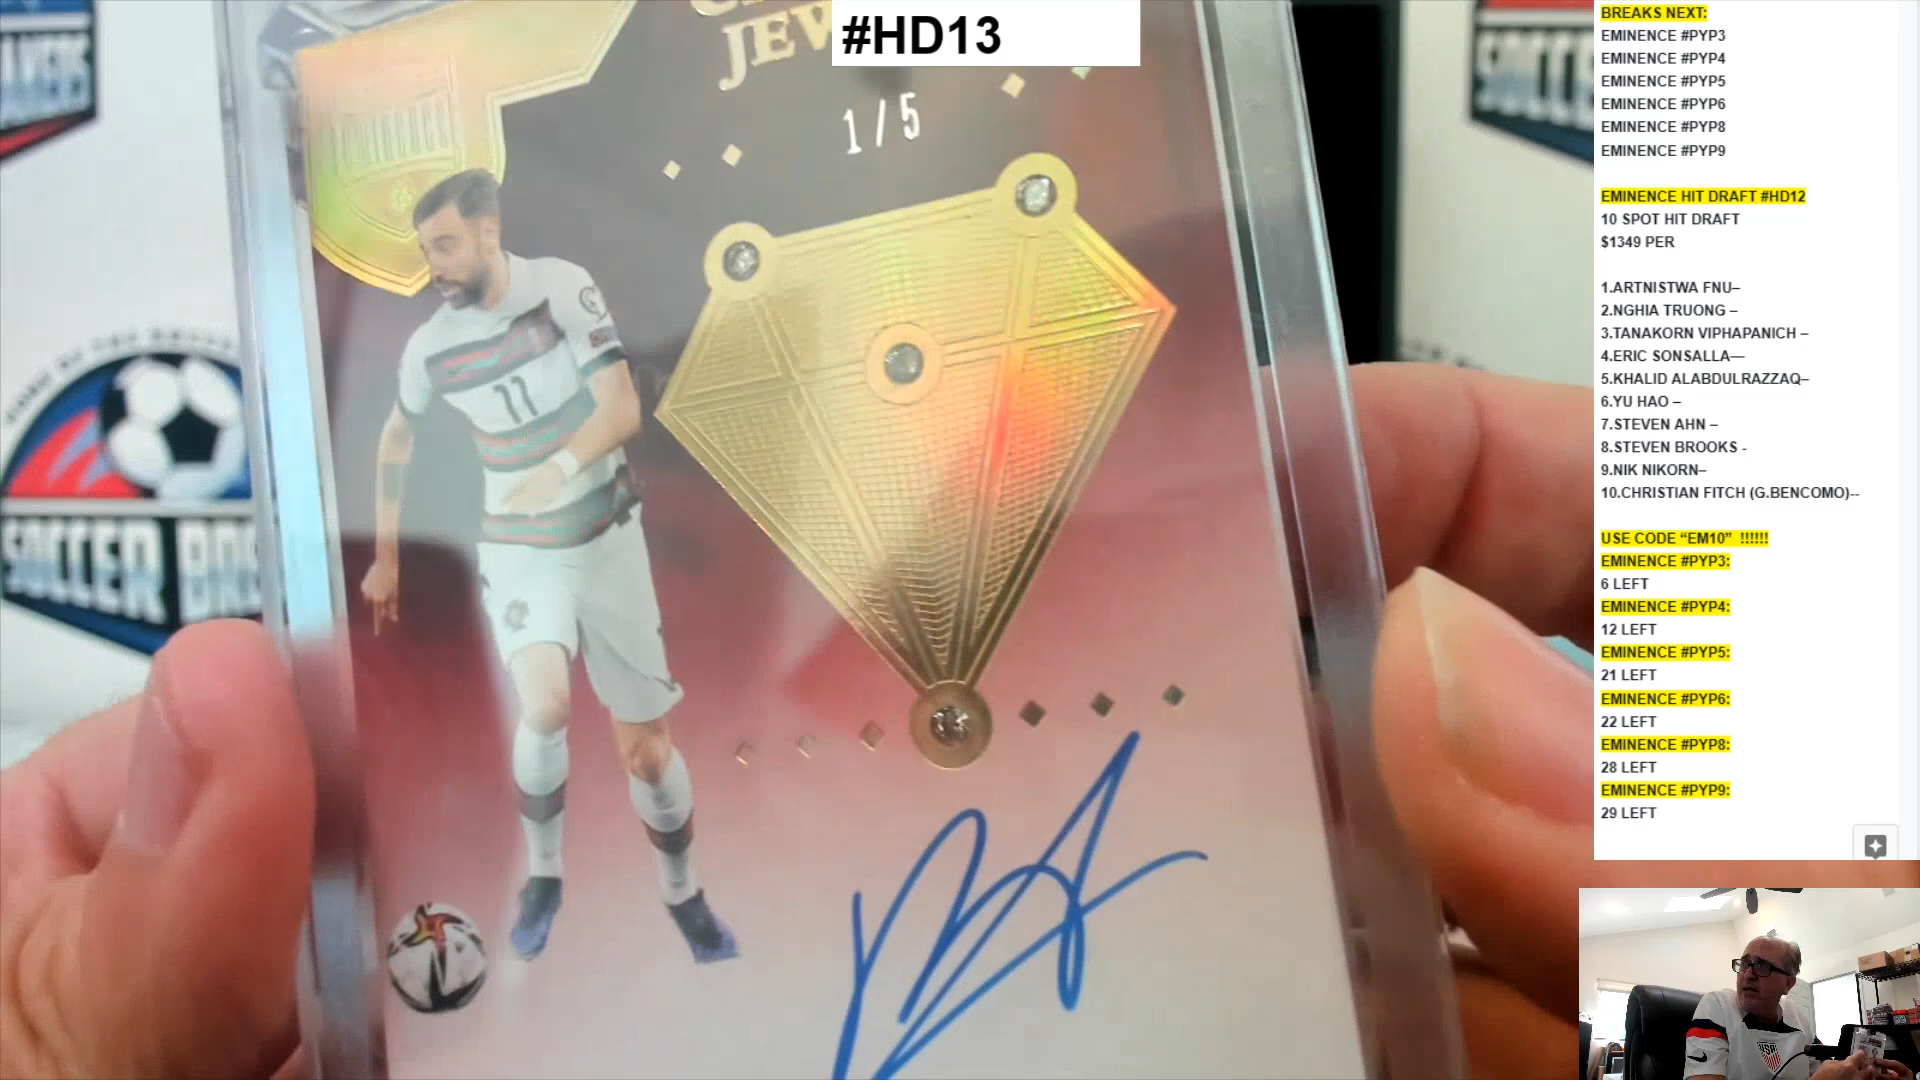 #HD13
JEW
1/5
11
SOCCER BRE
USA
BREAKS NEXT:
EMINENCE #PYP3
EMINENCE #PYP4
EMINENCE #PYP5
EMINENCE #PYP6
EMINENCE #PYP8
EMINENCE #PYP9
EMINENCE HIT DRAFT #HD12
10 SPOT HIT DRAFT
$1349 PER
1.ARTNISTWA FNU–
2.NGHIA TRUONG –
3.TANAKORN VIPHAPANICH –
4.ERIC SONSALLA—
5.KHALID ALABDULRAZZAQ–
6.YU HAO –
7.STEVEN AHN –
8.STEVEN BROOKS -
9.NIK NIKORN–
10.CHRISTIAN FITCH (G.BENCOMO)--
USE CODE “EM10” !!!!!!
EMINENCE #PYP3:
6 LEFT
EMINENCE #PYP4:
12 LEFT
EMINENCE #PYP5:
21 LEFT
EMINENCE #PYP6:
22 LEFT
EMINENCE #PYP8:
28 LEFT
EMINENCE #PYP9:
29 LEFT